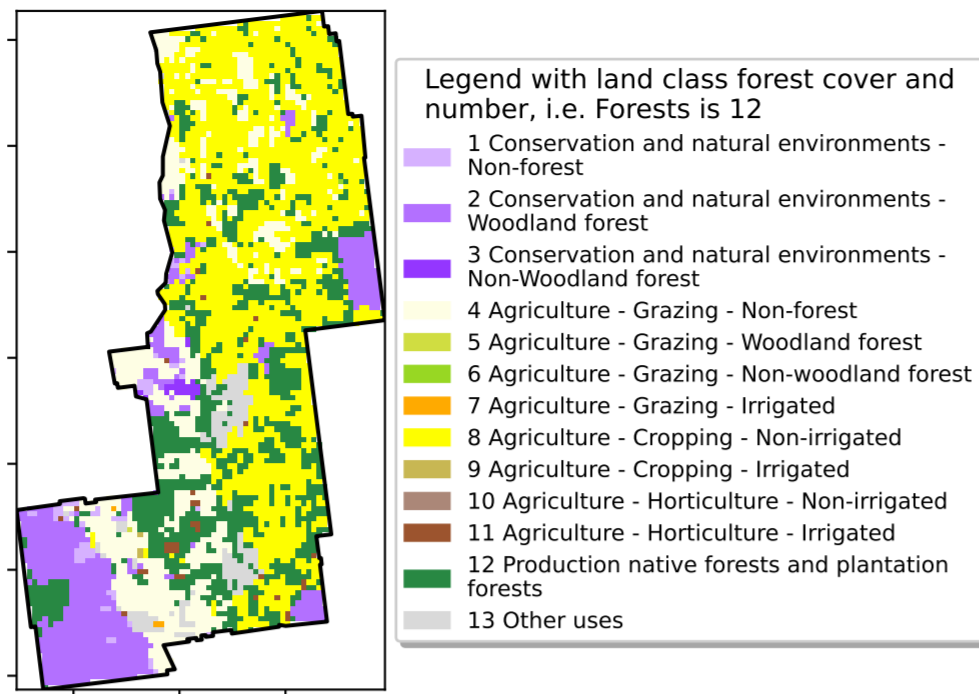 Legend with land class forest cover and
number, i.e. Forests is 12
1 Conservation and natural environments -
Non-forest
2 Conservation and natural environments -
Woodland forest
3 Conservation and natural environments -
Non-Woodland forest
4 Agriculture - Grazing - Non-forest
5 Agriculture - Grazing - Woodland forest
6 Agriculture - Grazing - Non-woodland forest
7 Agriculture - Grazing - Irrigated
8 Agriculture - Cropping - Non-irrigated
9 Agriculture - Cropping - Irrigated
10 Agriculture - Horticulture - Non-irrigated
11 Agriculture - Horticulture - Irrigated
12 Production native forests and plantation
forests
13 Other uses